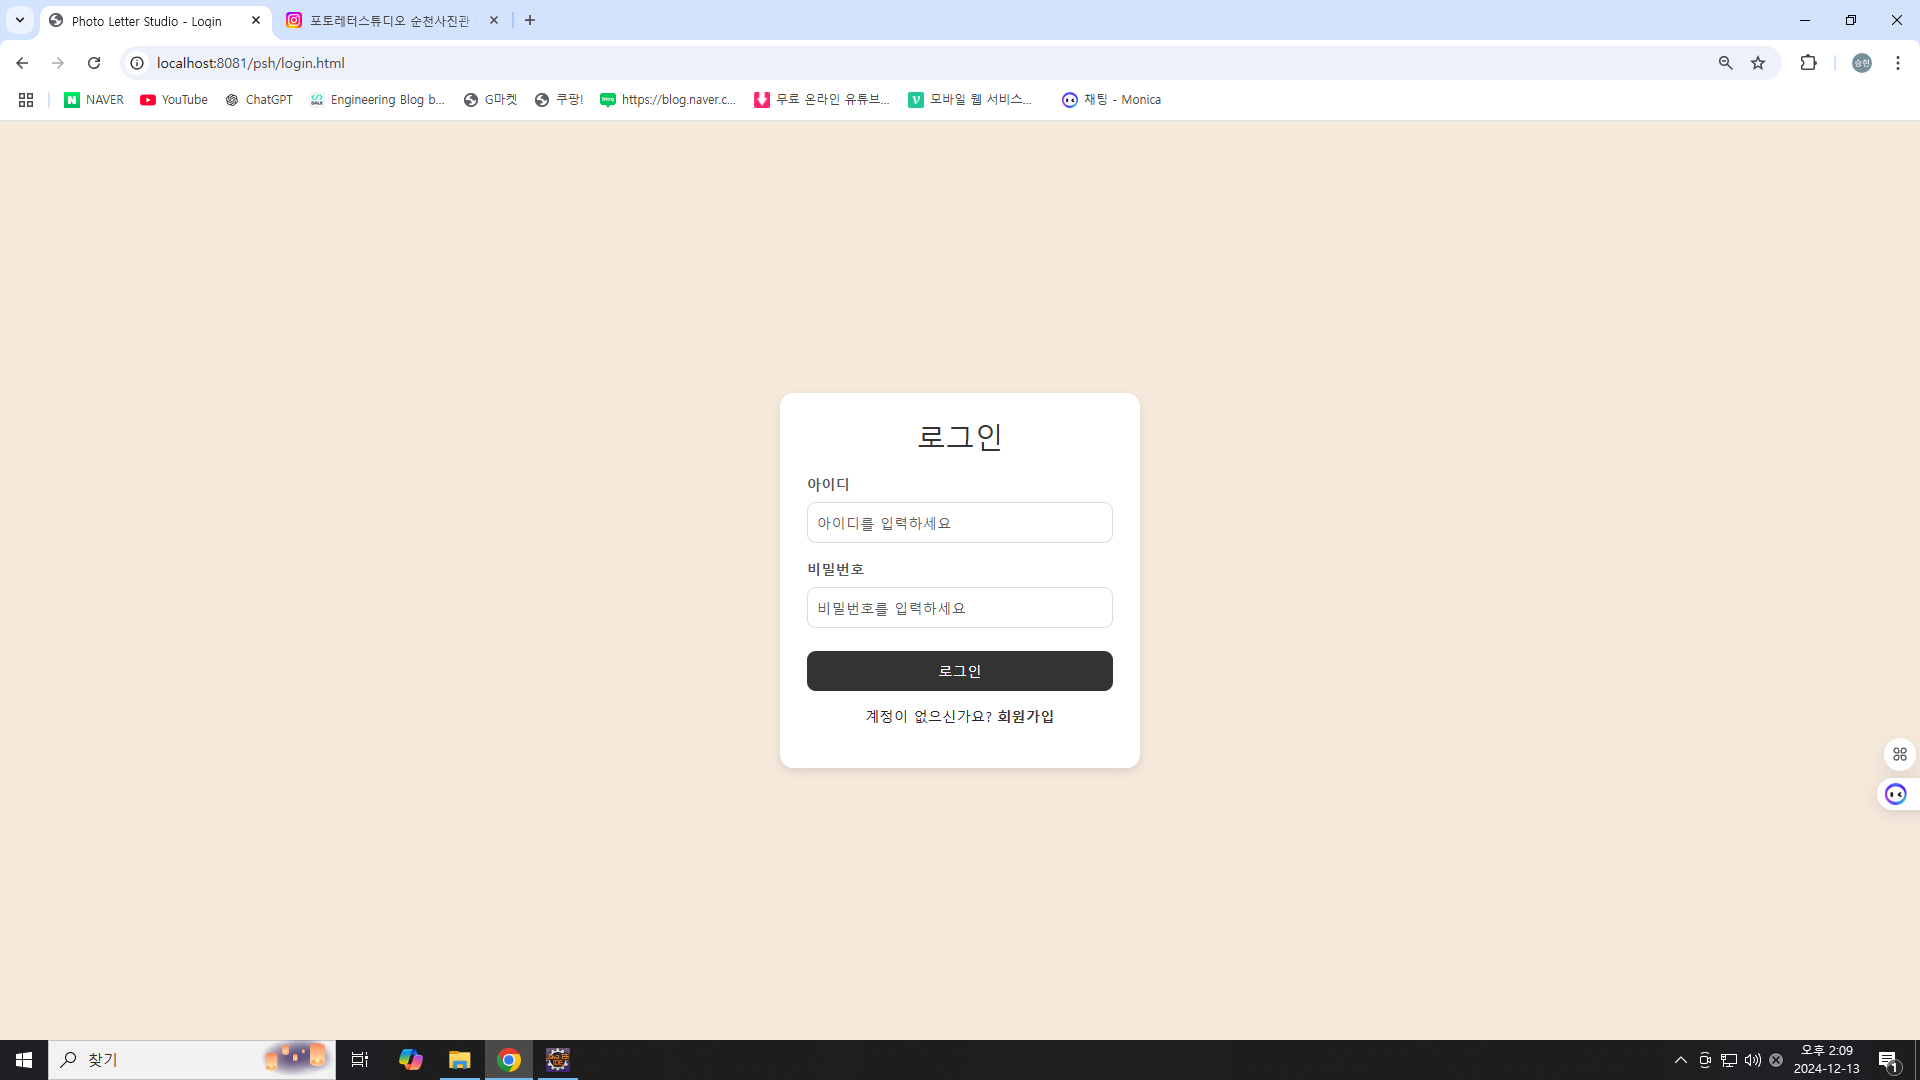 Photo Letter Studio - Login
포토레터스튜디오 순천사진관
localhost:8081/psh/login.html
승현
NAVER
YouTube
ChatGPT
Engineering Blog b...
G마켓
쿠팡!
https://blog.naver.c...
무료 온라인 유튜브...
모바일 웹 서비스...
채팅 - Monica
로그인
아이디
아이디를 입력하세요
비밀번호
비밀번호를 입력하세요
로그인
계정이 없으신가요? 회원가입
찾기
오후 2:09
2024-12-13
1